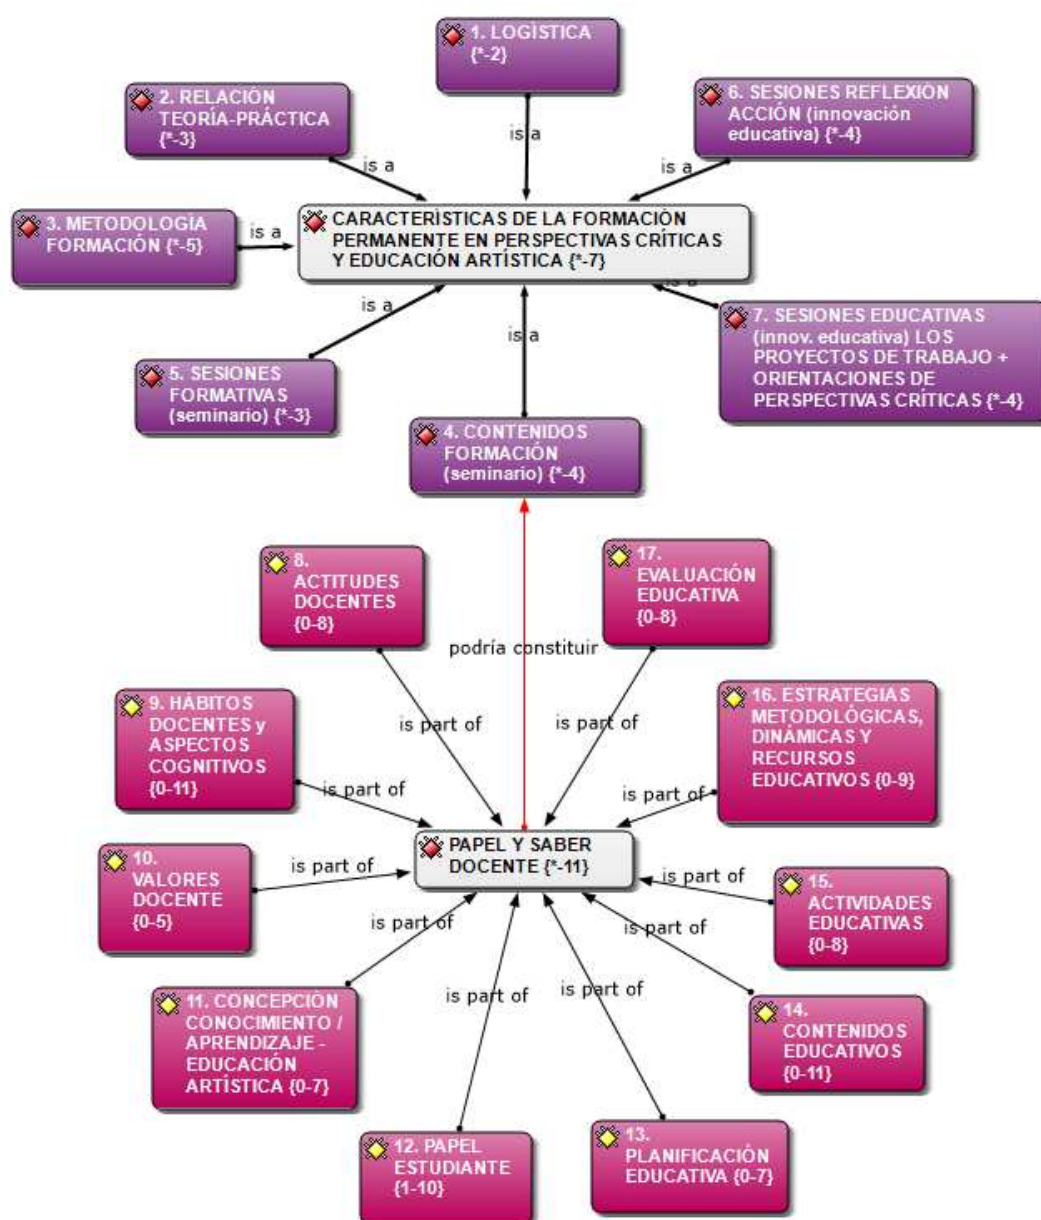 1. LOGÌSTICA
{*-2}
2. RELACIÓN
TEORÍA-PRÁCTICA
{*-3}
6. SESIONES REFLEXIÒN
ACCIÓN (innovación
educativa) {*-4}
is a
is a
is a
3. METODOLOGÍA
FORMACIÓN {*-5}
is a
CARACTERÌSTICAS DE LA FORMACIÒN
PERMANENTE EN PERSPECTIVAS CRÍTICAS
Y EDUCACIÓN ARTÍSTICA {*-7}
is a
is a
is a
5. SESIONES
FORMATIVAS
(seminario) {*-3}
7. SESIONES EDUCATIVAS
(innov. educativa) LOS
PROYECTOS DE TRABAJO +
ORIENTACIONES DE
PERSPECTIVAS CRÍTICAS {*-4}
4. CONTENIDOS
FORMACIÓN
(seminario) {*-4}
8.
ACTITUDES
DOCENTES
{0-8}
17.
EVALUACIÓN
EDUCATIVA
{0-8}
podría constituir
is part of
is part of
9. HÁBITOS
DOCENTES y
ASPECTOS
COGNITIVOS
{0-11}
16. ESTRATEGIAS
METODOLÓGICAS,
DINÁMICAS Y
RECURSOS
EDUCATIVOS {0-9}
is part of
is part of
PAPEL Y SABER
DOCENTE {*-11}
10.
VALORES
DOCENTE
{0-5}
is part of
is part of
15.
ACTIVIDADES
EDUCATIVAS
{0-8}
is part of
is part of
is part of
is part of
11. CONCEPCIÒN
CONOCIMIENTO /
APRENDIZAJE -
EDUCACIÓN
ARTÍSTICA {0-7}
14.
CONTENIDOS
EDUCATIVOS
{0-11}
12. PAPEL
ESTUDIANTE
{1-10}
13.
PLANIFICACIÒN
EDUCATIVA {0-7}